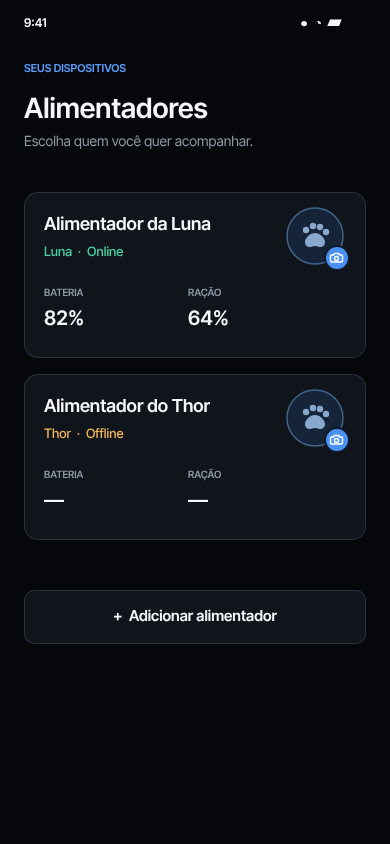 9:41
SEUS DISPOSITIVOS
Alimentadores
Escolha quem você quer acompanhar.
Alimentador da Luna
Luna · Online
BATERIA RAÇÃO
82% 64%
Alimentador do Thor
Thor · Offline
BATERIA RAÇÃO
— —
+ Adicionar alimentador